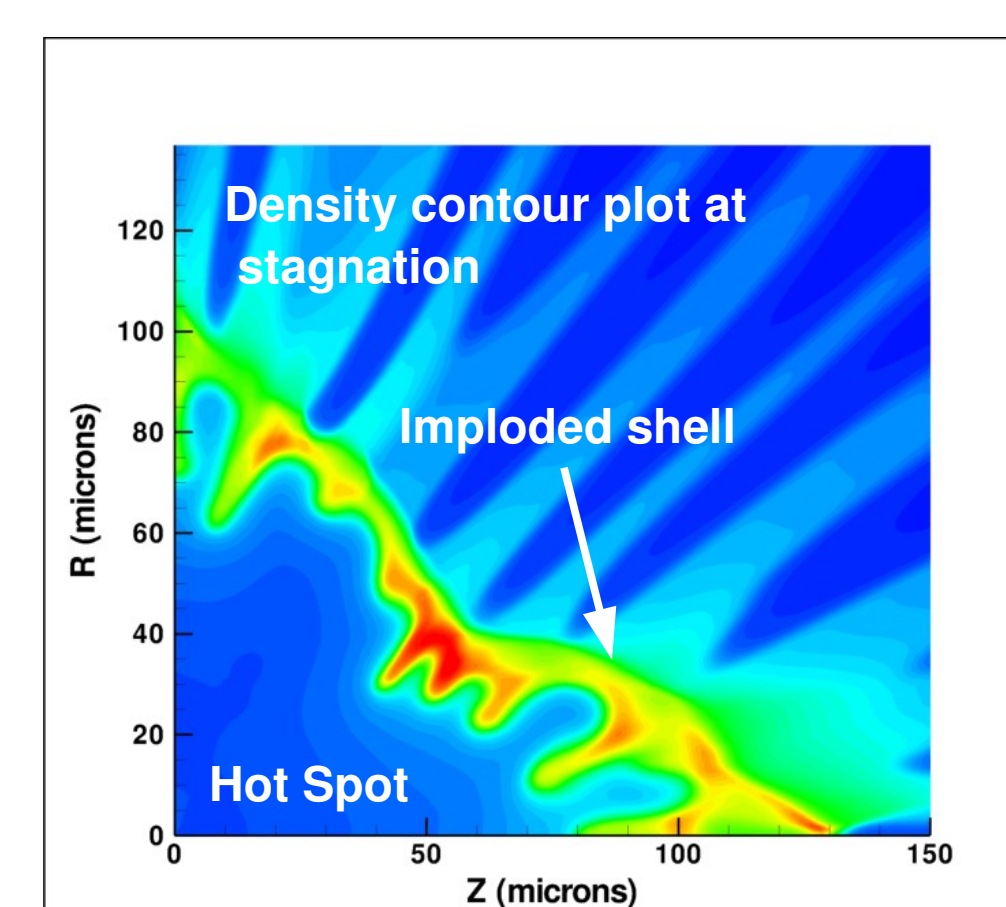 Density contour plot at
stagnation
120
100
80
60
40
20
0
R (microns)
Imploded shell
Hot Spot
0 50 100 150
Z (microns)